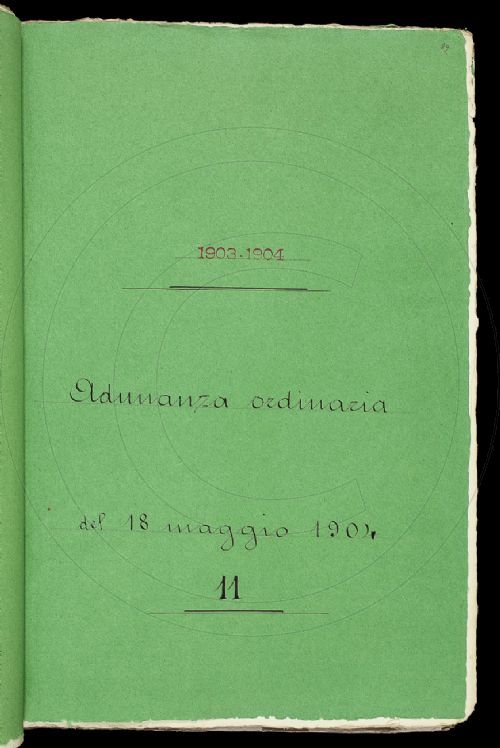 1903-1904
Adunanza ordinaria
del 18 maggio 1904
11